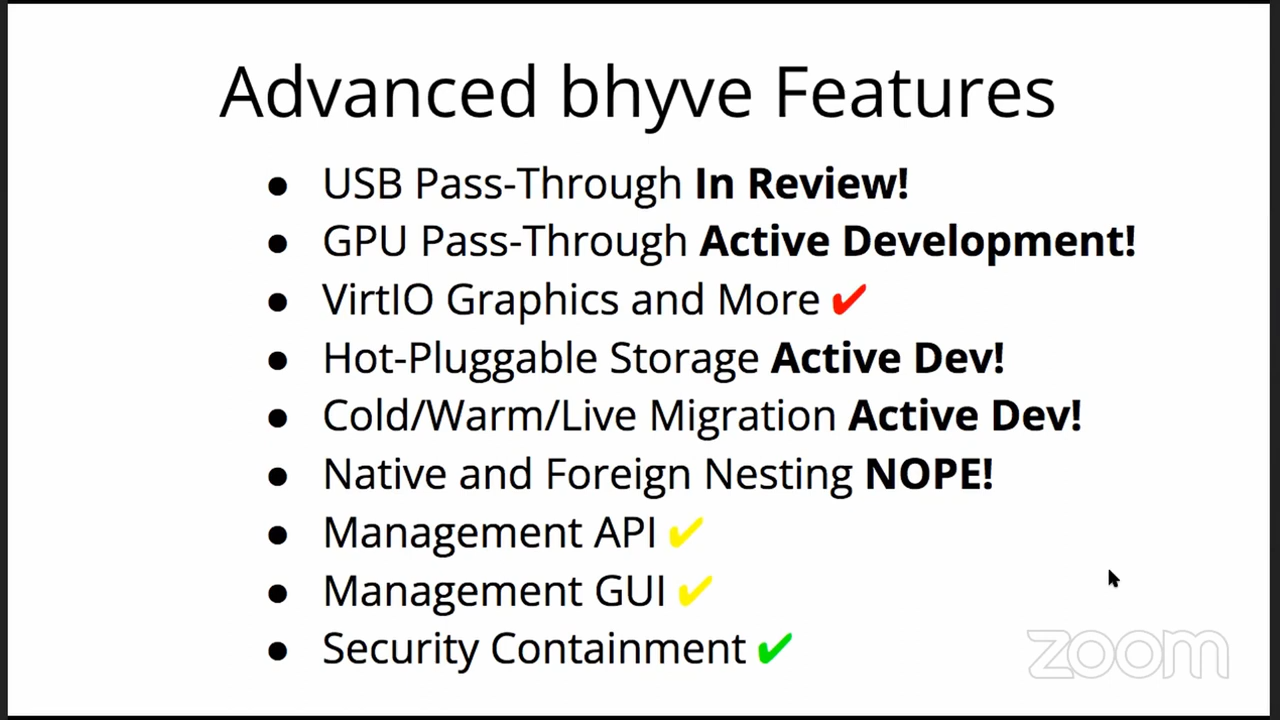 Advanced bhyve Features
● USB Pass-Through In Review!
● GPU Pass-Through Active Development!
● VirtIO Graphics and More ✔
● Hot-Pluggable Storage Active Dev!
● Cold/Warm/Live Migration Active Dev!
● Native and Foreign Nesting NOPE!
● Management API ✔
● Management GUI ✔
● Security Containment ✔
zoom